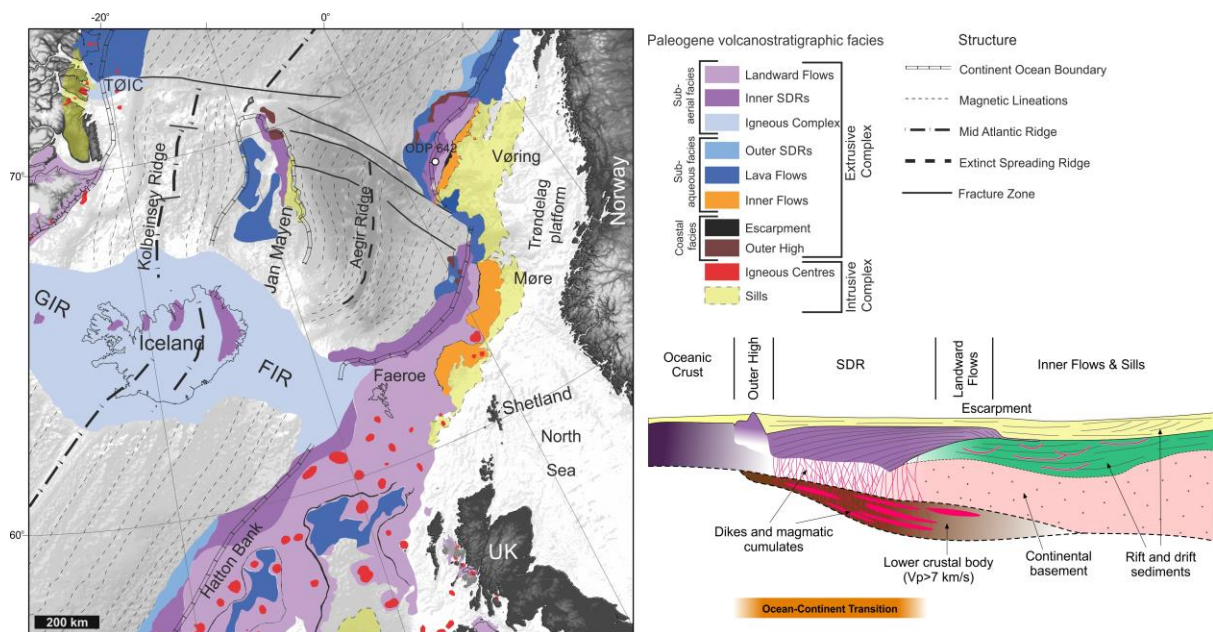 -20°
0°
TØIC
70°
60°
Kolbeinsey Ridge
Jan Mayen
Aegir Ridge
ODP 642
Vøring
Trøndelag
platform
Norway
Møre
GIR
Iceland
FIR
Faeroe
Shetland
North
Sea
Hatton Bank
UK
200 km
Paleogene volcanostratigraphic facies
Sub-
aerial facies
Landward Flows
Inner SDRs
Igneous Complex
Sub-
aqueous facies
Outer SDRs
Lava Flows
Inner Flows
Coastal
facies
Escarpment
Outer High
Extrusive
Complex
Igneous Centres
Sills
Intrusive
Complex
Structure
Continent Ocean Boundary
Magnetic Lineations
Mid Atlantic Ridge
Extinct Spreading Ridge
Fracture Zone
Oceanic
Crust
Outer High
SDR
Landward
Flows
Inner Flows & Sills
Escarpment
Dikes and magmatic
cumulates
Lower crustal body
(Vp>7 km/s)
Continental
basement
Rift and drift
sediments
Ocean-Continent Transition